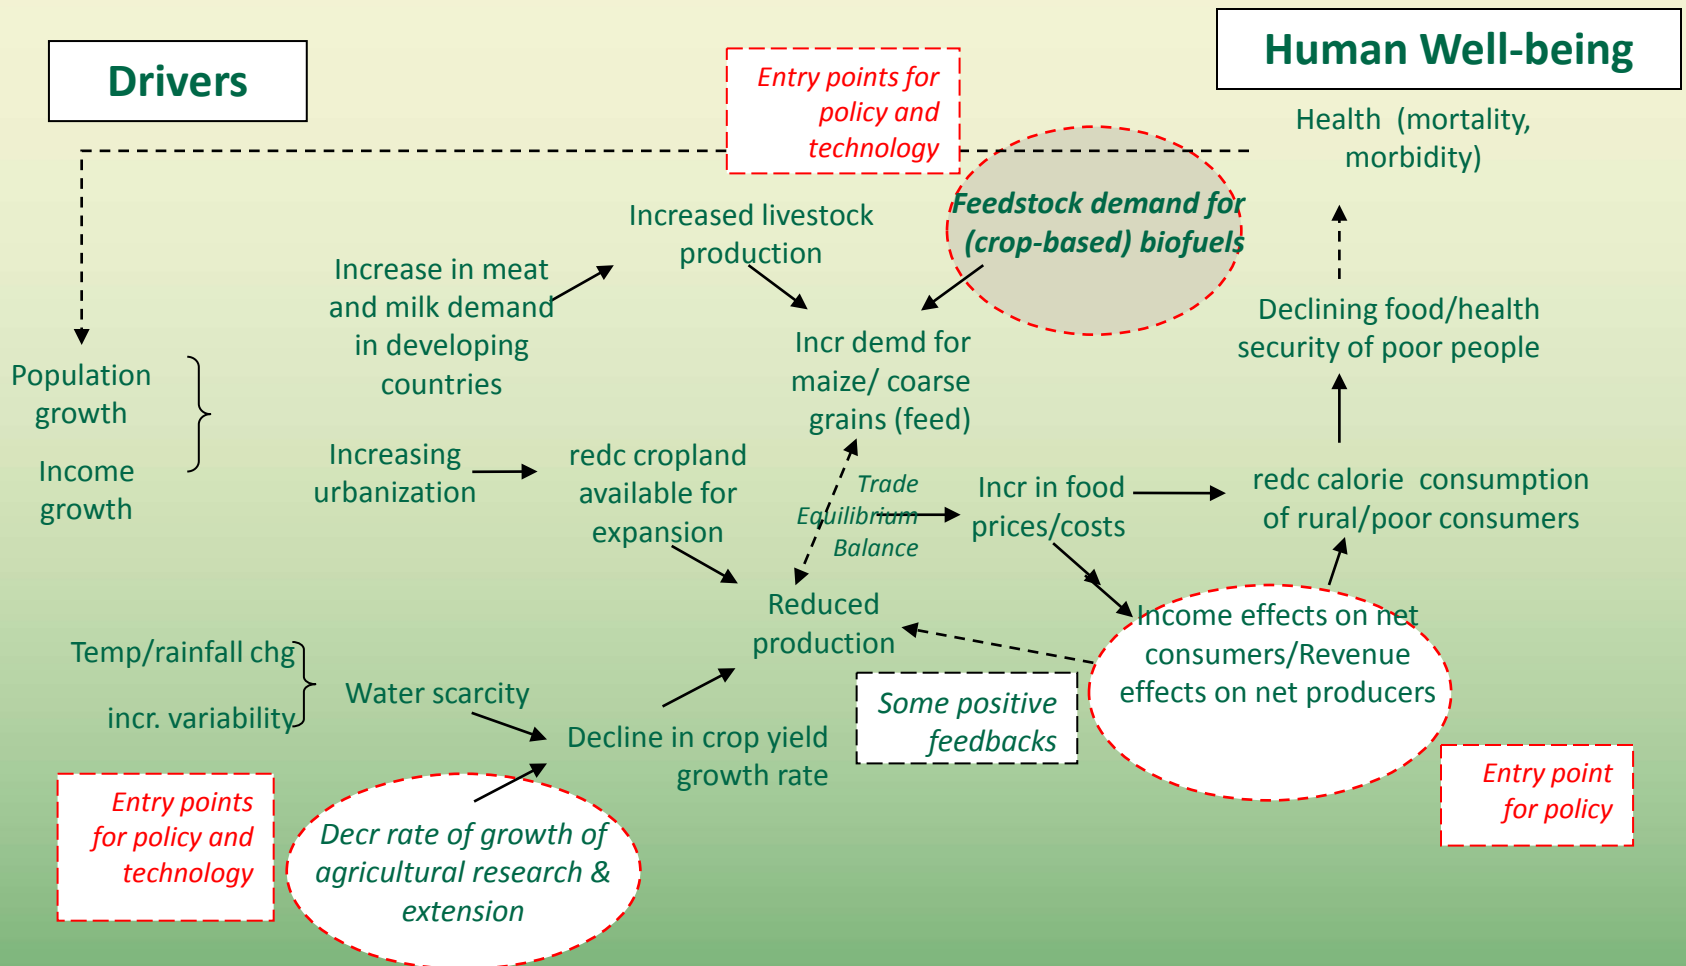 Drivers
Entry points for
policy and
technology
Human Well-being
Health (mortality,
morbidity)
Feedstock demand for
(crop-based) biofuels
Increased livestock
production
Increase in meat
and milk demand
in developing
countries
Declining food/health
security of poor people
Incr demd for
maize/ coarse
grains (feed)
Population
growth
Income
growth
Increasing
urbanization
redc cropland
available for
expansion
Trade
Equilibrium
Balance
Incr in food
prices/costs
redc calorie consumption
of rural/poor consumers
Reduced
production
Income effects on net
consumers/Revenue
effects on net producers
Temp/rainfall chg
incr. variability
Water scarcity
Some positive
feedbacks
Decline in crop yield
growth rate
Entry points
for policy and
technology
Decr rate of growth of
agricultural research &
extension
Entry point
for policy